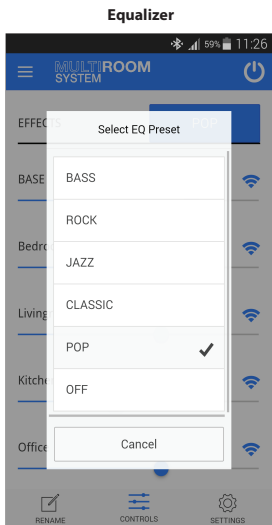 Equalizer
59% 11:26
MULTIROOM
SYSTEM
EFFECTS POP
Select EQ Preset
BASS
BASE
ROCK
Bedro
JAZZ
CLASSIC
Living
POP
Kitche
OFF
Office
Cancel
RENAME CONTROLS SETTINGS